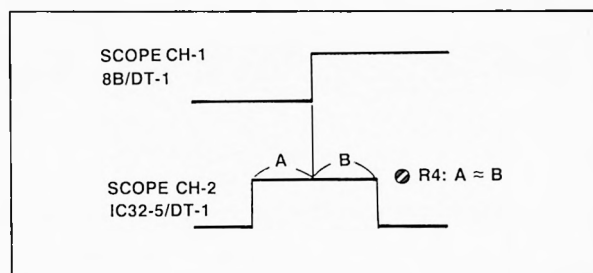 SCOPE CH-1
8B/DT-1
A B
SCOPE CH-2
IC32-5/DT-1
R4: A ≈ B